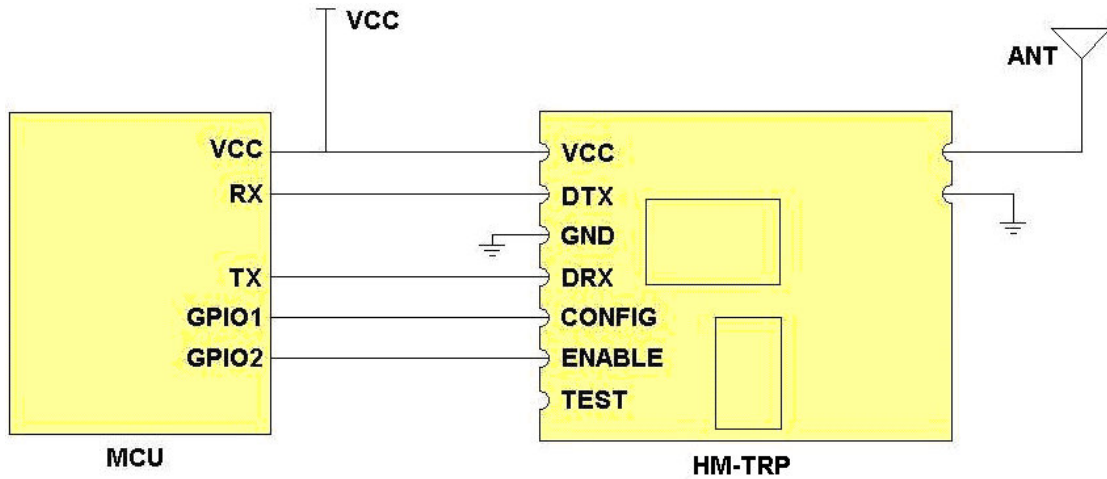 VCC
ANT
VCC
RX
TX
GPIO1
GPIO2
MCU
VCC
DTX
GND
DRX
CONFIG
ENABLE
TEST
HM-TRP